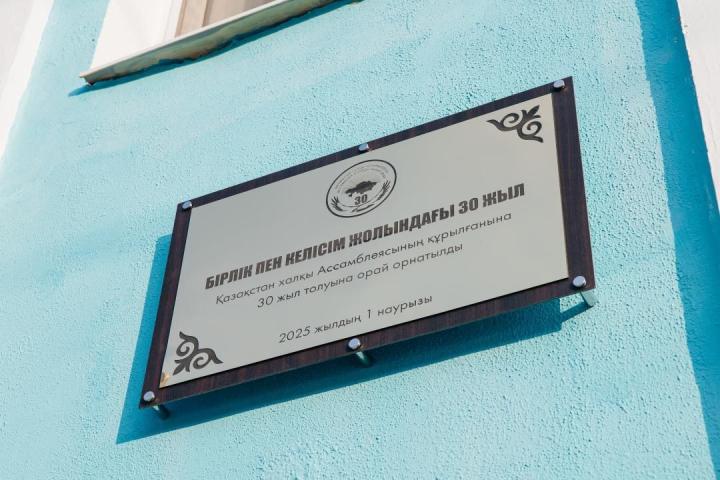 30
БІРЛІК ПЕН КЕЛІСІМ ЖОЛЫНДАҒЫ 30 ЖЫЛ
Қазақстан халқы Ассамблеясының құрылғанына
30 жыл толуына орай орнатылды
2025 жылдың 1 наурызы